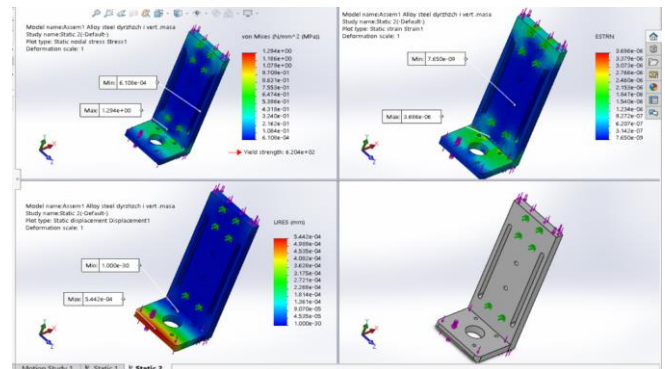 Model name:Assem1 Alloy steel dyrzhzch i vert .masa
Study name:Static 2(-Default-)
Plot type: Static nodal stress Stress1
Deformation scale: 1
von Mises (N/mm^2 (MPa))
1.294e+00
1.186e+00
1.079e+00
9.709e-01
8.631e-01
7.553e-01
6.474e-01
5.396e-01
4.318e-01
3.240e-01
2.162e-01
1.084e-01
6.109e-04
Yield strength: 6.204e+02
Min: 6.109e-04
Max: 1.294e+00
Model name:Assem1 Alloy steel dyrzhzch i vert .masa
Study name:Static 2(-Default-)
Plot type: Static strain Strain1
Deformation scale: 1
ESTRN
3.686e-06
3.379e-06
3.073e-06
2.766e-06
2.460e-06
2.153e-06
1.847e-06
1.540e-06
1.234e-06
9.272e-07
6.207e-07
3.142e-07
7.650e-09
Min: 7.650e-09
Max: 3.686e-06
Model name:Assem1 Alloy steel dyrzhzch i vert .masa
Study name:Static 2(-Default-)
Plot type: Static displacement Displacement1
Deformation scale: 1
URES (mm)
5.442e-04
4.989e-04
4.535e-04
4.082e-04
3.628e-04
3.175e-04
2.721e-04
2.268e-04
1.814e-04
1.361e-04
9.070e-05
4.535e-05
1.000e-30
Min: 1.000e-30
Max: 5.442e-04
Motion Study 1
Static 1
Static 2